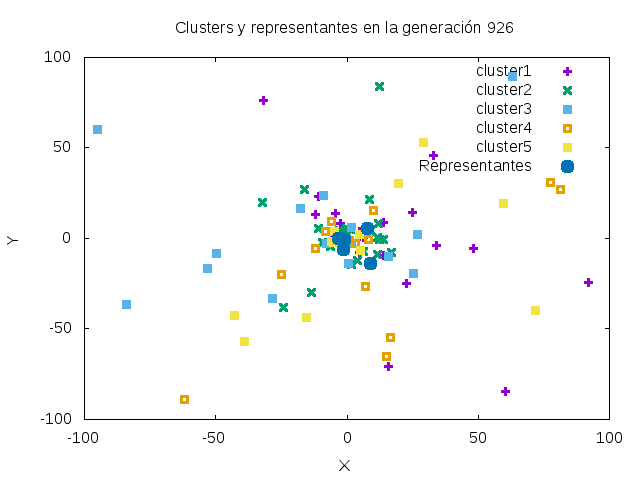 Clusters y representantes en la generación 926
100
50
0
-50
-100
-100
-50
0
50
100
Y
X
cluster1
cluster2
cluster3
cluster4
cluster5
Representantes